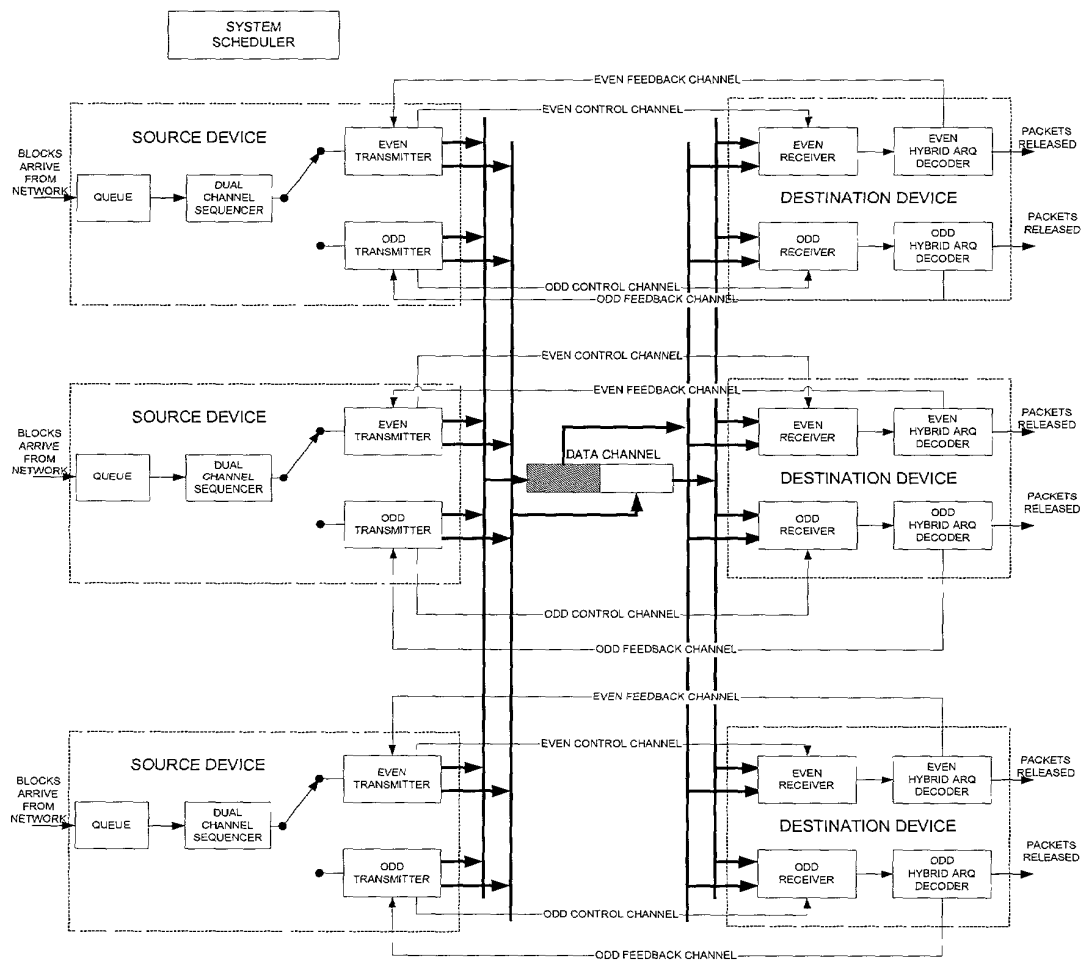 SYSTEM
SCHEDULER
EVEN FEEDBACK CHANNEL
EVEN CONTROL CHANNEL
SOURCE DEVICE
BLOCKS
ARRIVE
FROM
NETWORK
QUEUE
DUAL
CHANNEL
SEQUENCER
EVEN
TRANSMITTER
ODD
TRANSMITTER
EVEN
RECEIVER
EVEN
HYBRID ARQ
DECODER
PACKETS
RELEASED
DESTINATION DEVICE
ODD
RECEIVER
ODD
HYBRID ARQ
DECODER
PACKETS
RELEASED
ODD CONTROL CHANNEL
ODD FEEDBACK CHANNEL
EVEN CONTROL CHANNEL
EVEN FEEDBACK CHANNEL
SOURCE DEVICE
BLOCKS
ARRIVE
FROM
NETWORK
QUEUE
DUAL
CHANNEL
SEQUENCER
EVEN
TRANSMITTER
ODD
TRANSMITTER
DATA CHANNEL
EVEN
RECEIVER
EVEN
HYBRID ARQ
DECODER
PACKETS
RELEASED
DESTINATION DEVICE
ODD
RECEIVER
ODD
HYBRID ARQ
DECODER
PACKETS
RELEASED
ODD CONTROL CHANNEL
ODD FEEDBACK CHANNEL
EVEN FEEDBACK CHANNEL
EVEN CONTROL CHANNEL
SOURCE DEVICE
BLOCKS
ARRIVE
FROM
NETWORK
QUEUE
DUAL
CHANNEL
SEQUENCER
EVEN
TRANSMITTER
ODD
TRANSMITTER
EVEN
RECEIVER
EVEN
HYBRID ARQ
DECODER
PACKETS
RELEASED
DESTINATION DEVICE
ODD
RECEIVER
ODD
HYBRID ARQ
DECODER
PACKETS
RELEASED
ODD CONTROL CHANNEL
ODD FEEDBACK CHANNEL